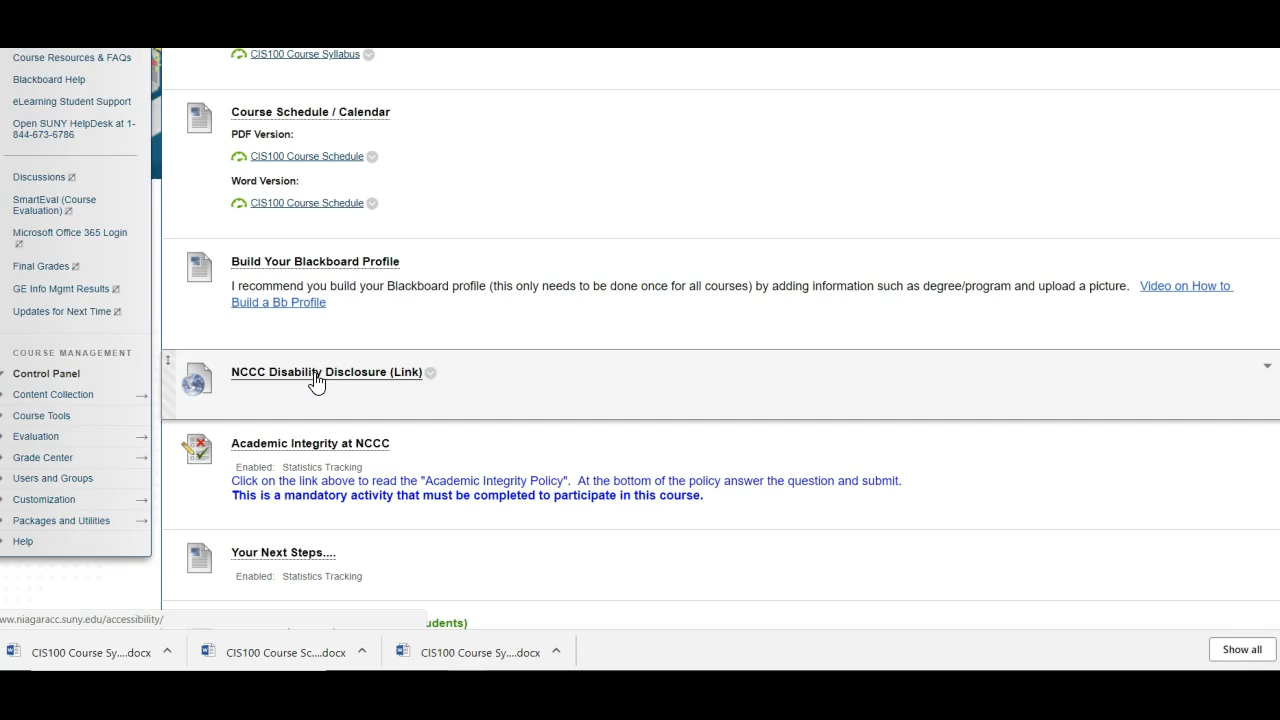 Course Resources & FAQs
Blackboard Help
eLearning Student Support
Open SUNY HelpDesk at 1-
844-673-6786
Discussions
SmartEval (Course
Evaluation)
Microsoft Office 365 Login
Final Grades
GE Info Mgmt Results
Updates for Next Time
COURSE MANAGEMENT
Control Panel
Content Collection
Course Tools
Evaluation
Grade Center
Users and Groups
Customization
Packages and Utilities
Help
CIS100 Course Syllabus
Course Schedule / Calendar
PDF Version:
CIS100 Course Schedule
Word Version:
CIS100 Course Schedule
Build Your Blackboard Profile
I recommend you build your Blackboard profile (this only needs to be done once for all courses) by adding information such as degree/program and upload a picture. Video on How to
Build a Bb Profile
NCCC Disability Disclosure (Link)
Academic Integrity at NCCC
Enabled: Statistics Tracking
Click on the link above to read the "Academic Integrity Policy". At the bottom of the policy answer the question and submit.
This is a mandatory activity that must be completed to participate in this course.
Your Next Steps....
Enabled: Statistics Tracking
udents)
ww.niagaracc.suny.edu/accessibility/
CIS100 Course Sy....docx
CIS100 Course Sc....docx
CIS100 Course Sy....docx
Show all